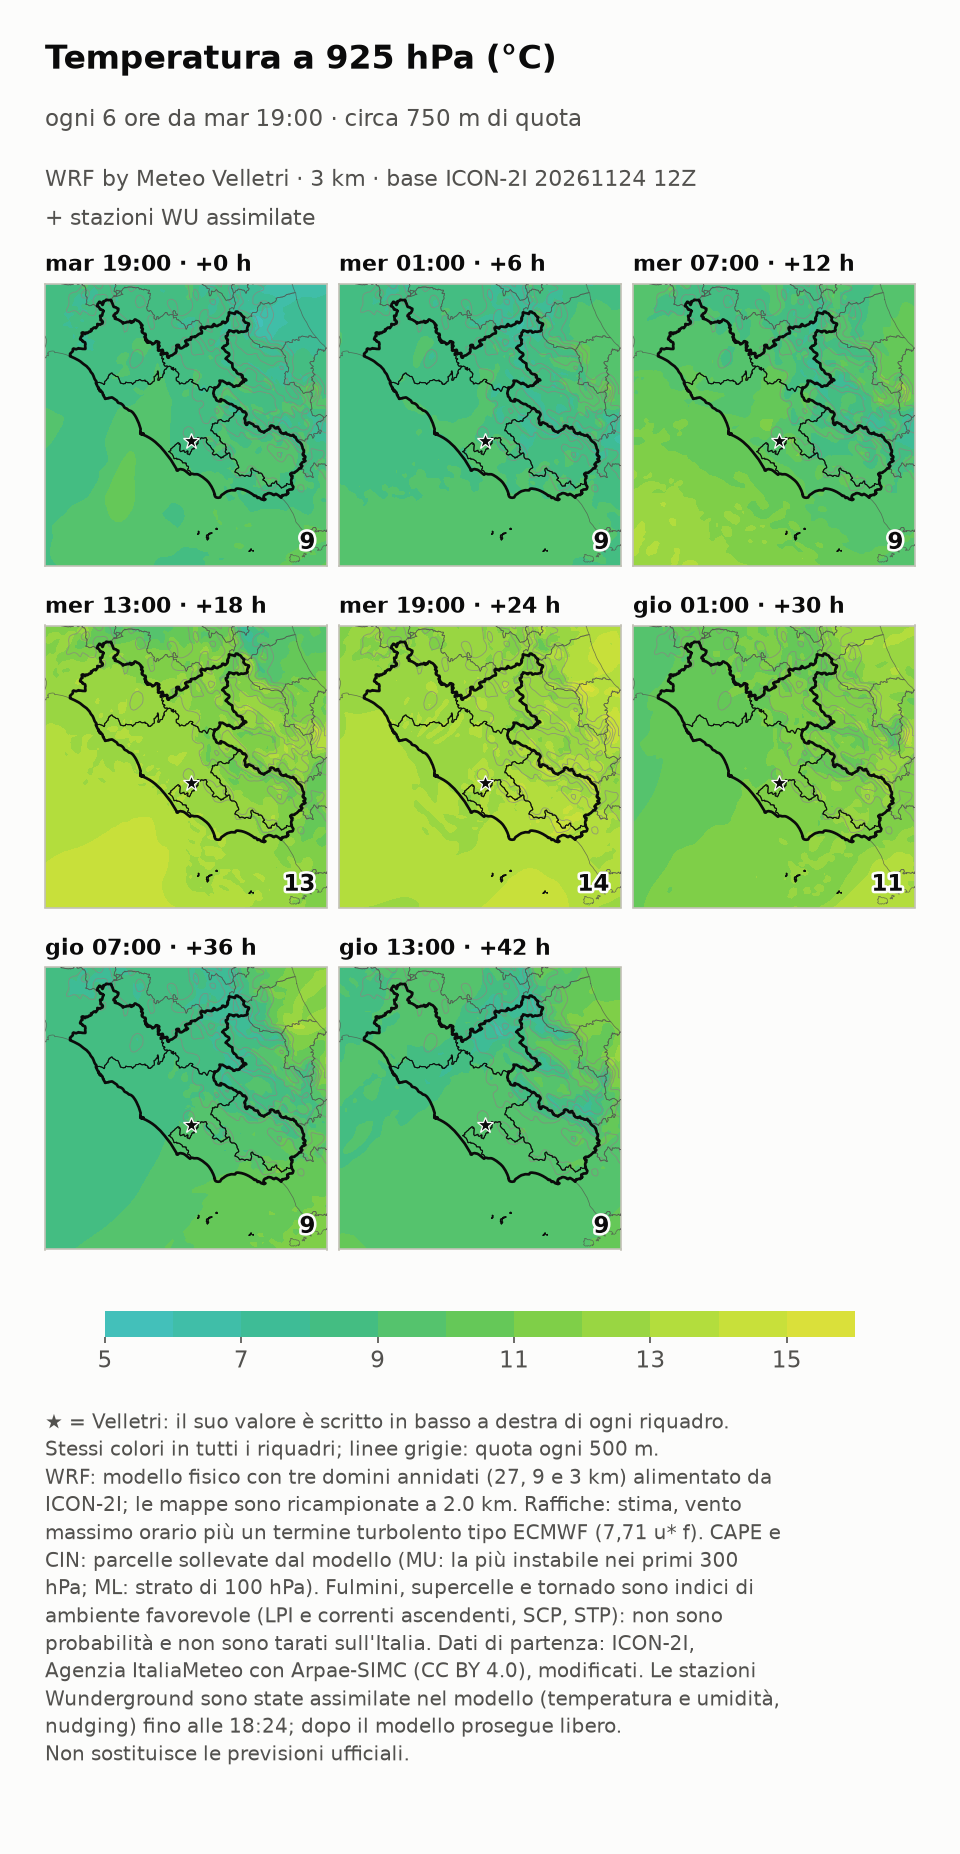 Temperatura a 925 hPa (°C)
ogni 6 ore da mar 19:00 · circa 750 m di quota
WRF by Meteo Velletri · 3 km · base ICON-2I 20261124 12Z
+ stazioni WU assimilate
mar 19:00 · +0 h
mer 01:00 · +6 h
mer 07:00 · +12 h
9
9
9
mer 13:00 · +18 h
mer 19:00 · +24 h
gio 01:00 · +30 h
13
14
11
gio 07:00 · +36 h
gio 13:00 · +42 h
9
9
5 7 9 11 13 15
★ = Velletri: il suo valore è scritto in basso a destra di ogni riquadro.
Stessi colori in tutti i riquadri; linee grigie: quota ogni 500 m.
WRF: modello fisico con tre domini annidati (27, 9 e 3 km) alimentato da
ICON-2I; le mappe sono ricampionate a 2.0 km. Raffiche: stima, vento
massimo orario più un termine turbolento tipo ECMWF (7,71 u* f). CAPE e
CIN: parcelle sollevate dal modello (MU: la più instabile nei primi 300
hPa; ML: strato di 100 hPa). Fulmini, supercelle e tornado sono indici di
ambiente favorevole (LPI e correnti ascendenti, SCP, STP): non sono
probabilità e non sono tarati sull'Italia. Dati di partenza: ICON-2I,
Agenzia ItaliaMeteo con Arpae-SIMC (CC BY 4.0), modificati. Le stazioni
Wunderground sono state assimilate nel modello (temperatura e umidità,
nudging) fino alle 18:24; dopo il modello prosegue libero.
Non sostituisce le previsioni ufficiali.